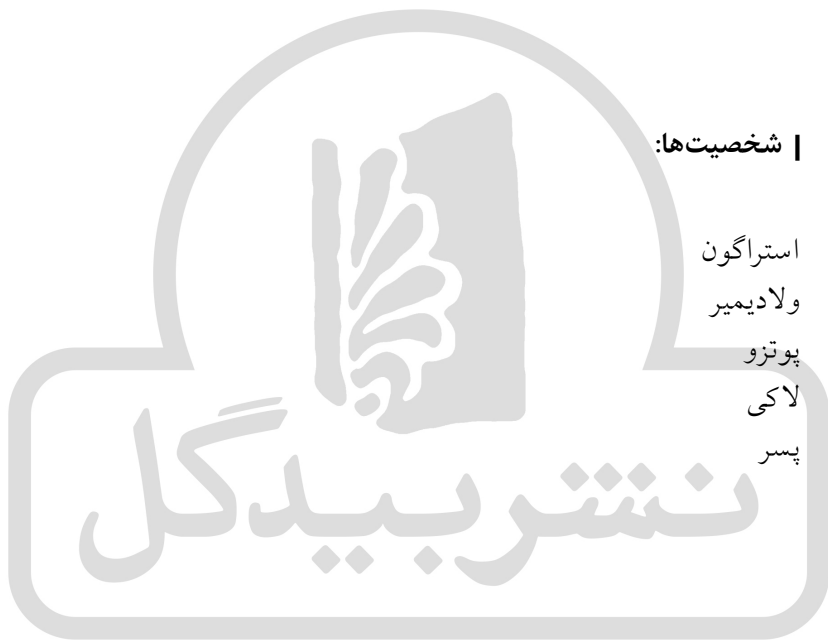 | شخصیت‌ها:
استراگون
ولادیمیر
پوتزو
لاکی
پسر
نشر بیدگل